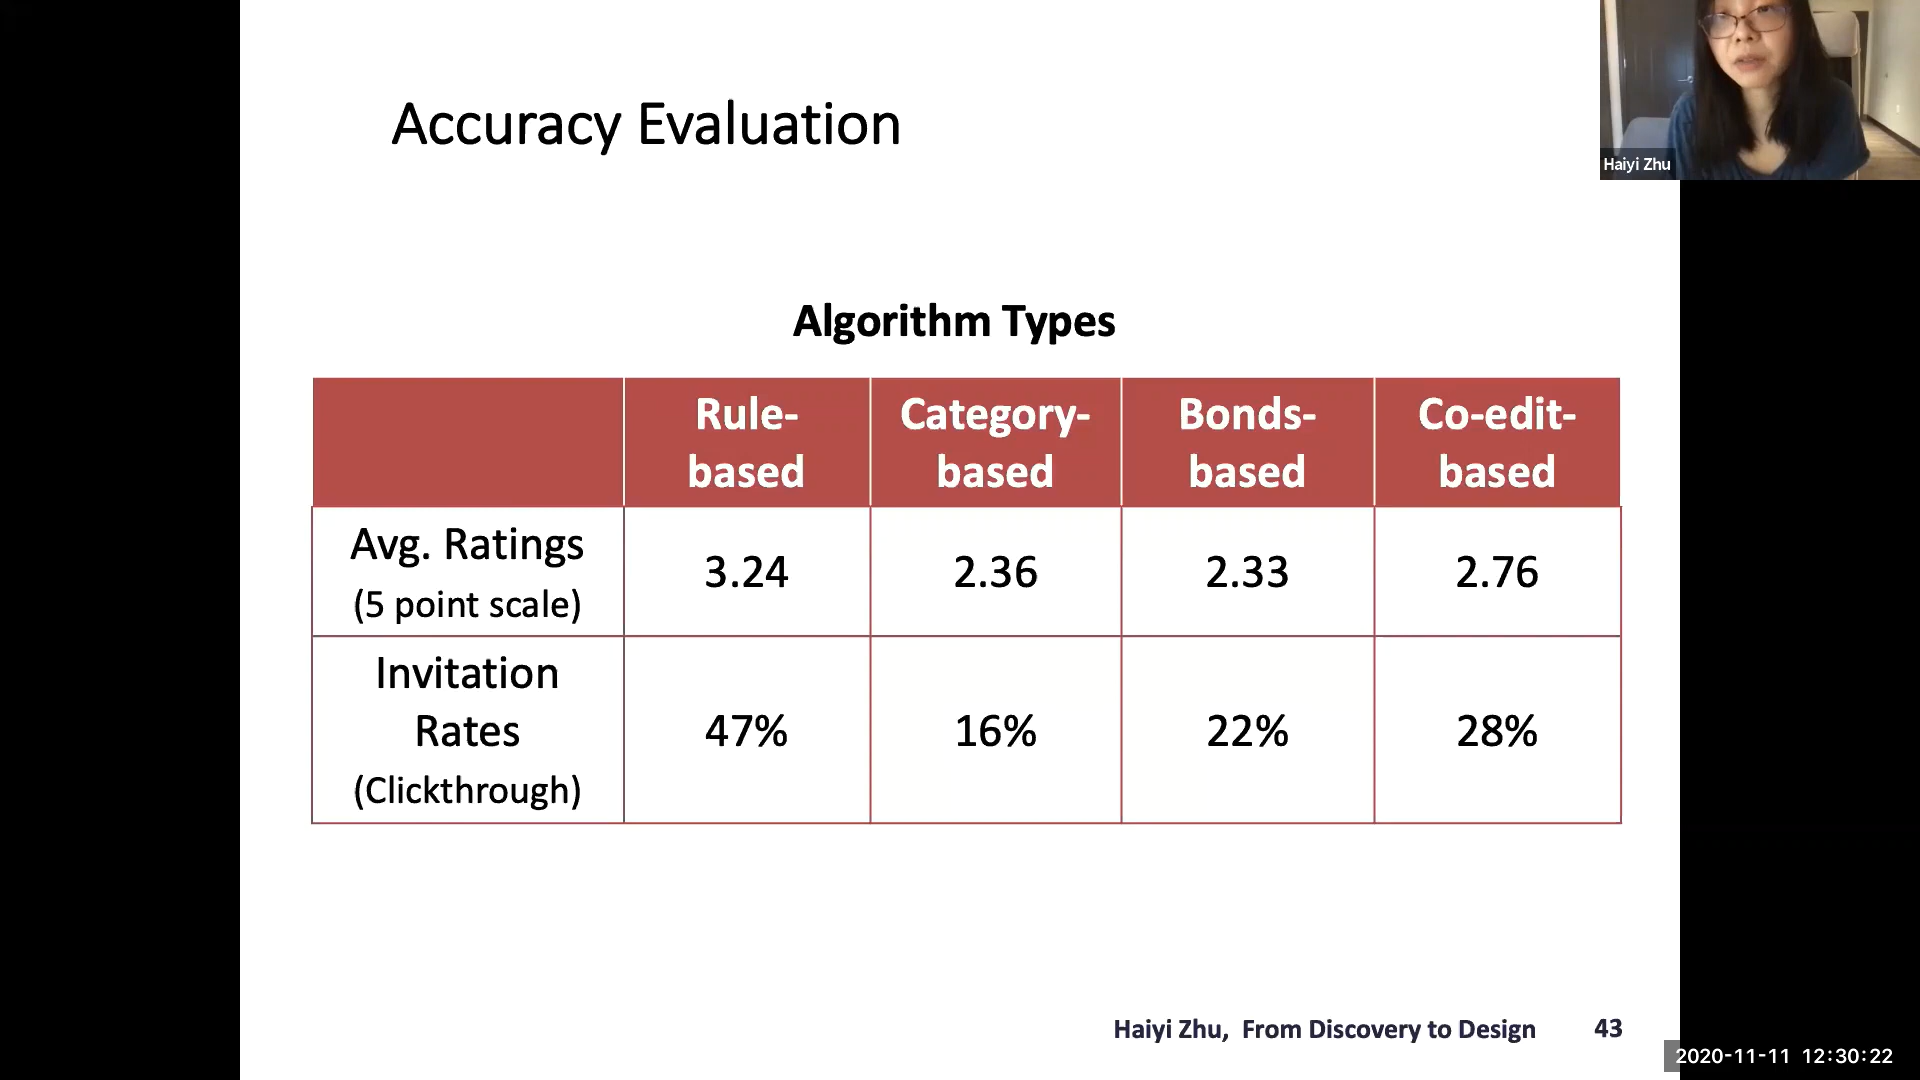 Accuracy Evaluation
Haiyi Zhu
Algorithm Types
Rule-
based
Category-
based
Bonds-
based
Co-edit-
based
Avg. Ratings
(5 point scale)
3.24
2.36
2.33
2.76
Invitation
Rates
(Clickthrough)
47%
16%
22%
28%
Haiyi Zhu, From Discovery to Design 43
2020-11-11 12:30:22